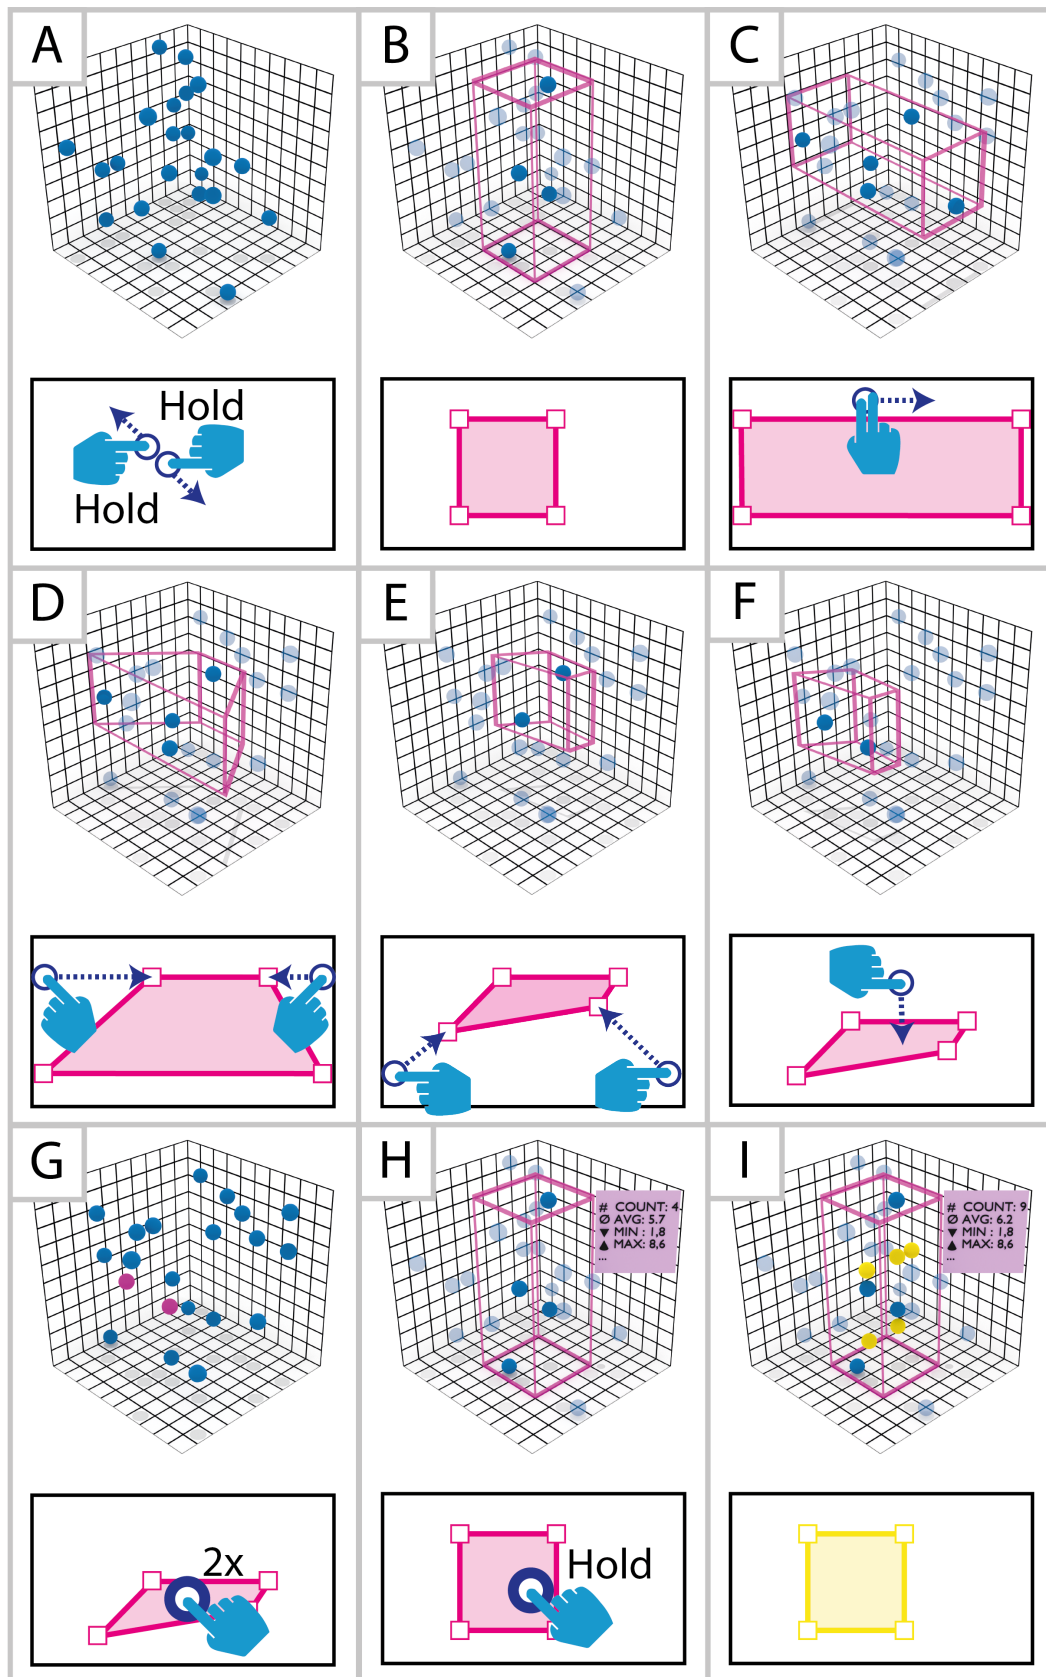 A
B
C
Hold
Hold
D
E
F
G
H
I
# COUNT: 4
Ø AVG: 5.7
▼ MIN : 1,8
▲ MAX: 8,6
...
# COUNT: 9
Ø AVG: 6.2
▼ MIN : 1,8
▲ MAX: 8,6
...
2x
Hold